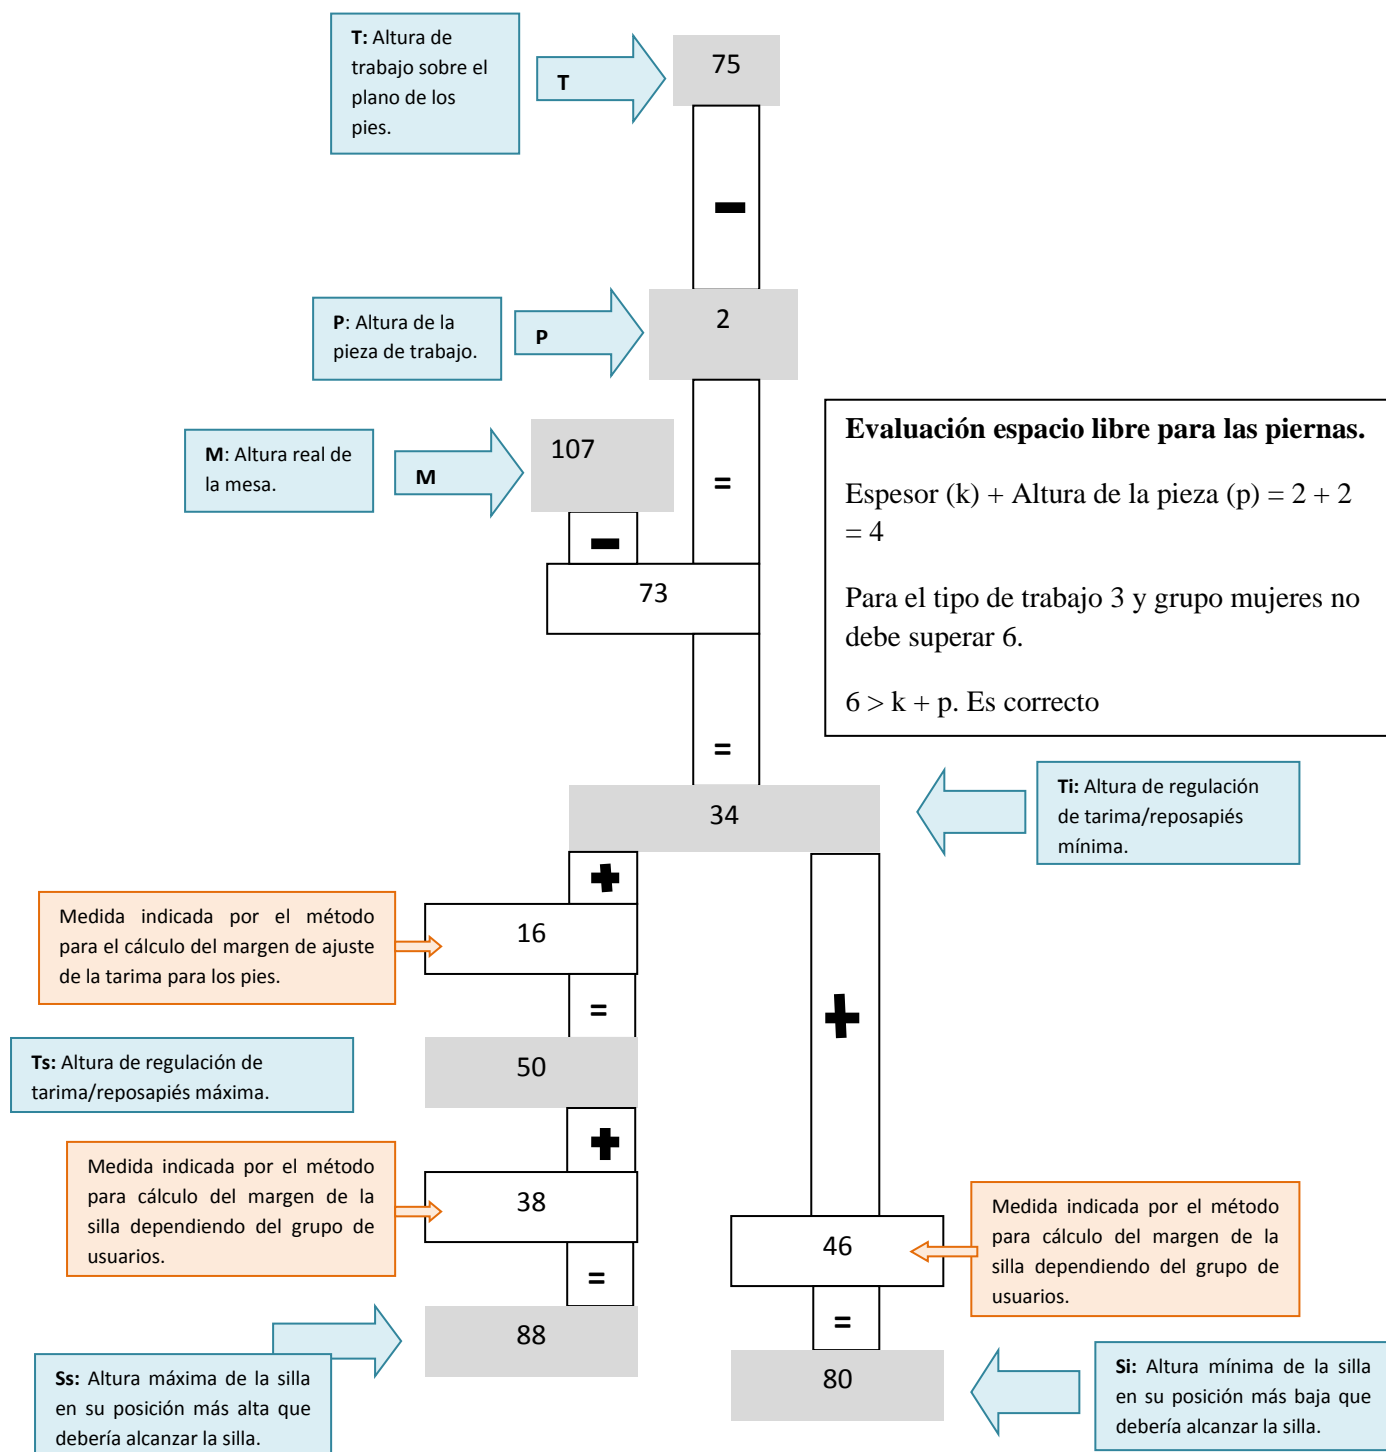 T: Altura de
trabajo sobre el
plano de los
pies.
T
75
-
P: Altura de la
pieza de trabajo.
P
2
M: Altura real de
la mesa.
M
107
=
-
73
Evaluación espacio libre para las piernas.
Espesor (k) + Altura de la pieza (p) = 2 + 2
= 4
Para el tipo de trabajo 3 y grupo mujeres no
debe superar 6.
6 > k + p. Es correcto
=
34
Ti: Altura de regulación
de tarima/reposapiés
mínima.
+
Medida indicada por el método
para el cálculo del margen de ajuste
de la tarima para los pies.
16
=
+
Ts: Altura de regulación de
tarima/reposapiés máxima.
50
+
Medida indicada por el método
para cálculo del margen de la
silla dependiendo del grupo de
usuarios.
38
=
46
Medida indicada por el método
para cálculo del margen de la
silla dependiendo del grupo de
usuarios.
=
88
Ss: Altura máxima de la silla
en su posición más alta que
debería alcanzar la silla.
80
Si: Altura mínima de la silla
en su posición más baja que
debería alcanzar la silla.